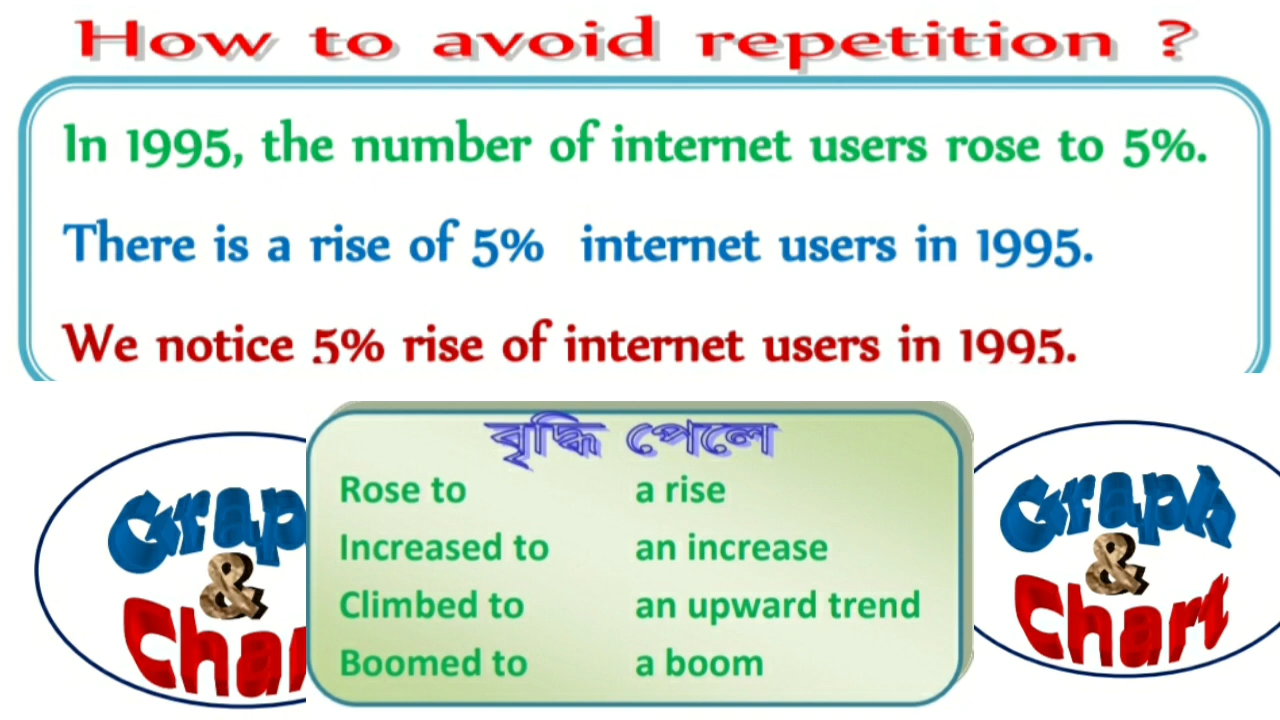 How to avoid repetition ?
In 1995, the number of internet users rose to 5%.
There is a rise of 5% internet users in 1995.
We notice 5% rise of internet users in 1995.
বৃদ্ধি পেলে
Rose to a rise
Increased to an increase
Climbed to an upward trend
Boomed to a boom
Grap
&
Char
Graph
&
Chart